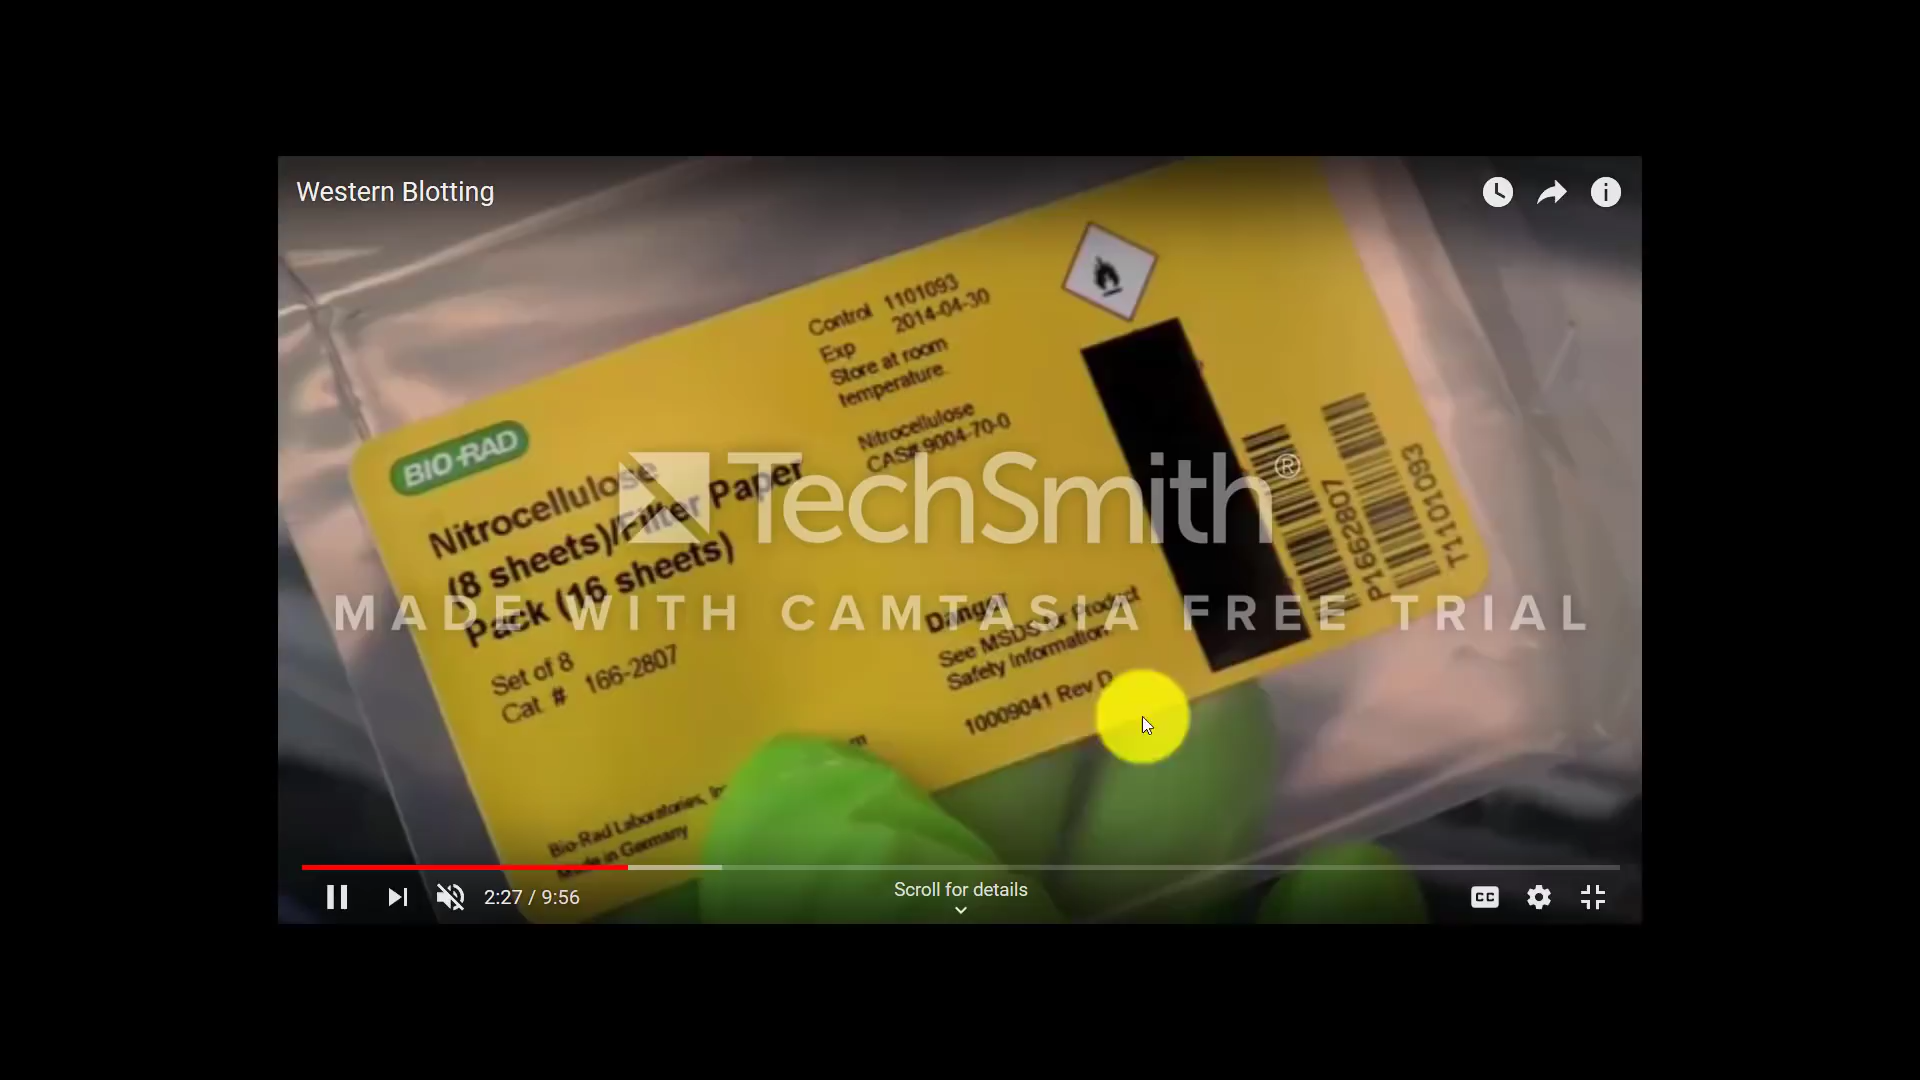 Western Blotting
Control 1101093
Exp 2014-04-30
Store at room
temperature.
Nitrocellulose
CAS# 9004-70-0
BIO-RAD
Nitrocellulose
(8 sheets)/Filter Paper
Pack (16 sheets)
Set of 8
Cat # 166-2807
TechSmith®
MADE WITH CAMTASIA FREE TRIAL
Danger
See MSDS for Product
Safety Information.
10009041 Rev D
P1662807
T1101093
Bio-Rad Laboratories,
Made in Germany
2:27 / 9:56
Scroll for details
CC